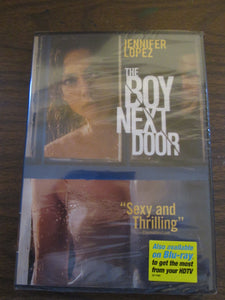 JENNIFER
LOPEZ
THE
BOY
NEXT
DOOR
"Sexy and
Thrilling"
Also available
on Blu-ray
to get the most
from your HDTV